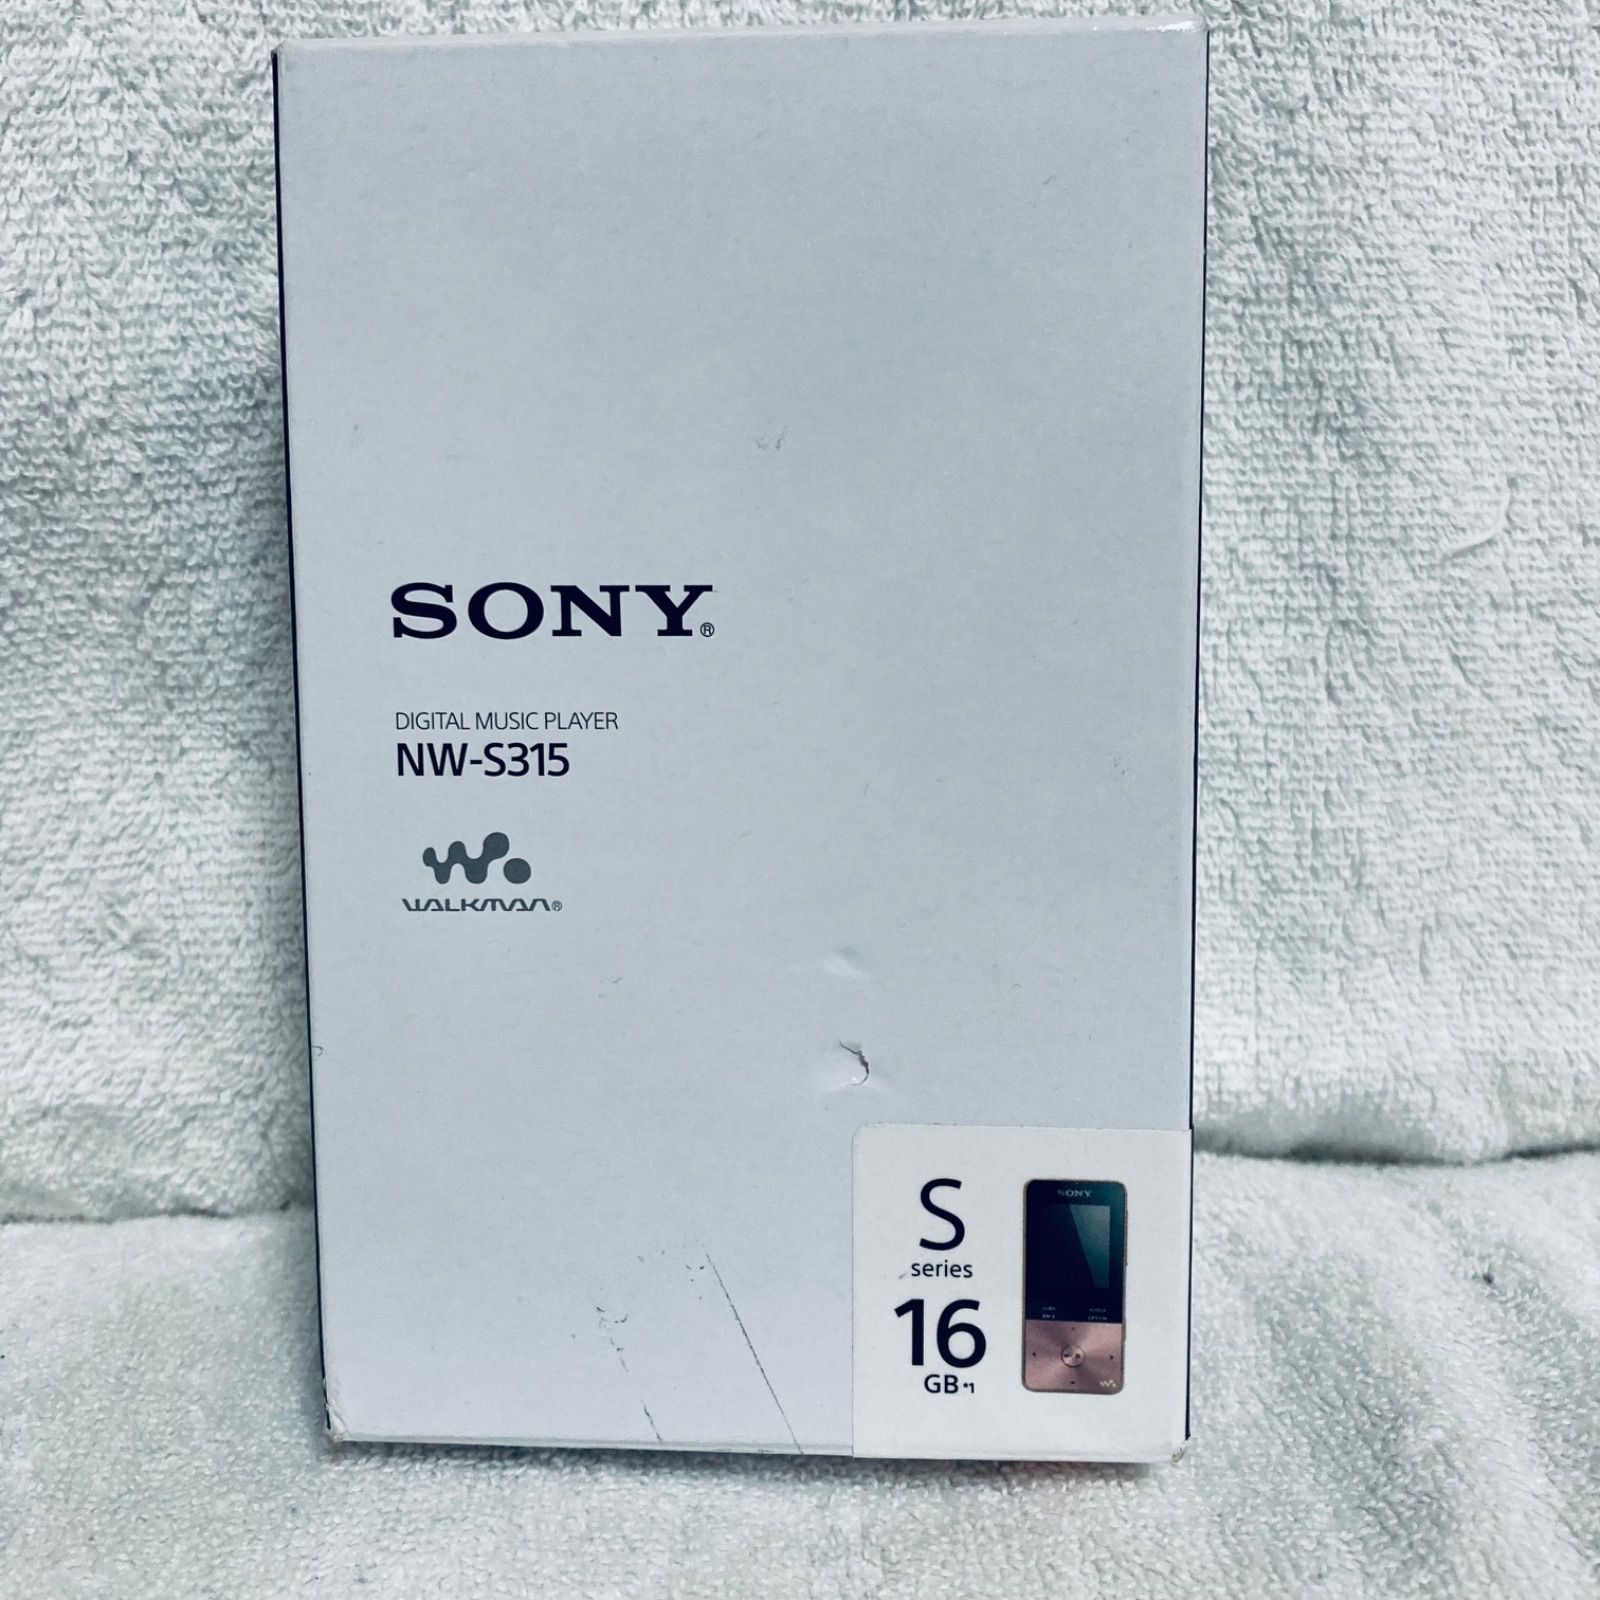 SONY®
DIGITAL MUSIC PLAYER
NW-S315
WALKMAN®
S
series
16
GB*1
SONY